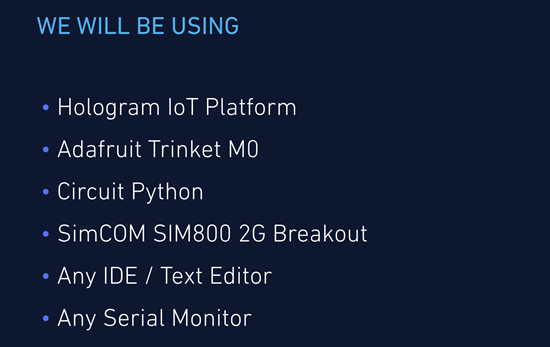 WE WILL BE USING
• Hologram IoT Platform
• Adafruit Trinket M0
• Circuit Python
• SimCOM SIM800 2G Breakout
• Any IDE / Text Editor
• Any Serial Monitor